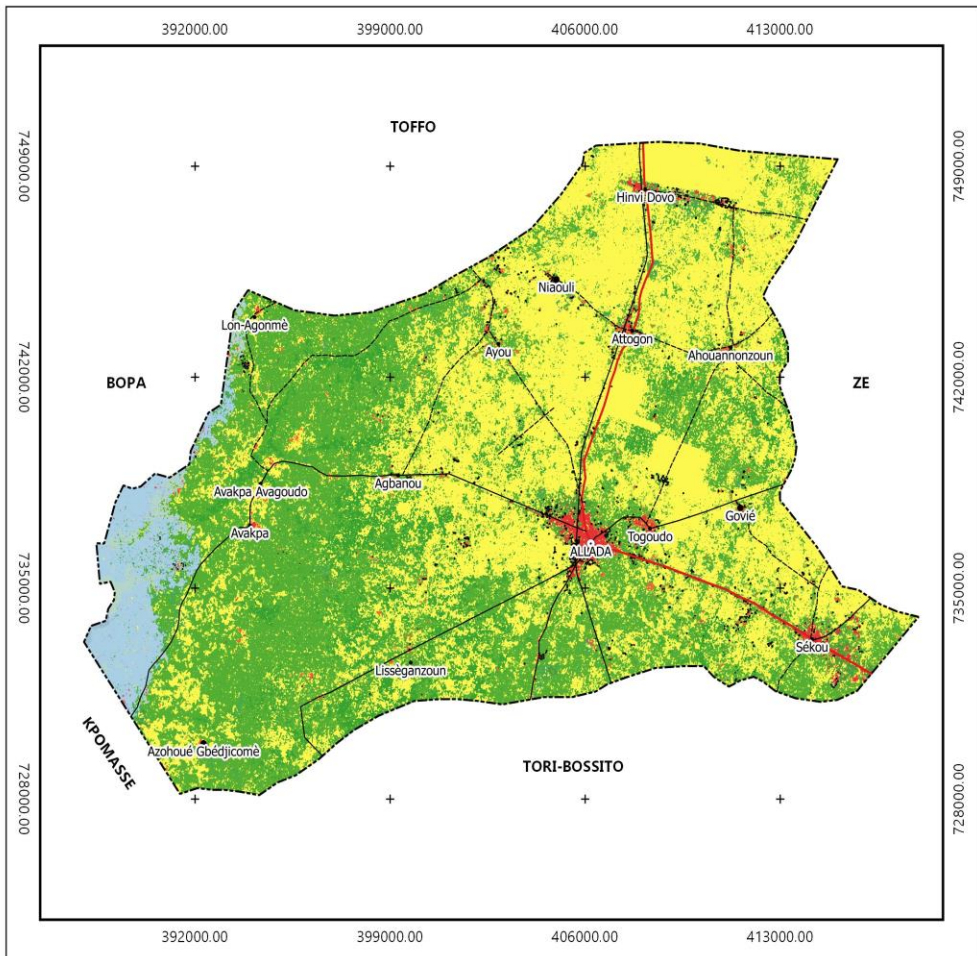 392000.00 399000.00 406000.00 413000.00
TOFFO
749000.00
749000.00
Hinvi Dovo
Niaouli
Lon-Agonmè
Attogon
Ayou
Ahouannonzoun
742000.00
BOPA
ZE
742000.00
Agbanou
Avakpa Avagoudo
Govié
Avakpa
Togoudo
ALLADA
735000.00
735000.00
Sékou
Lissèganzoun
KPOMASSE
Azohoué Gbédjicomè
TORI-BOSSITO
728000.00
728000.00
392000.00 399000.00 406000.00 413000.00